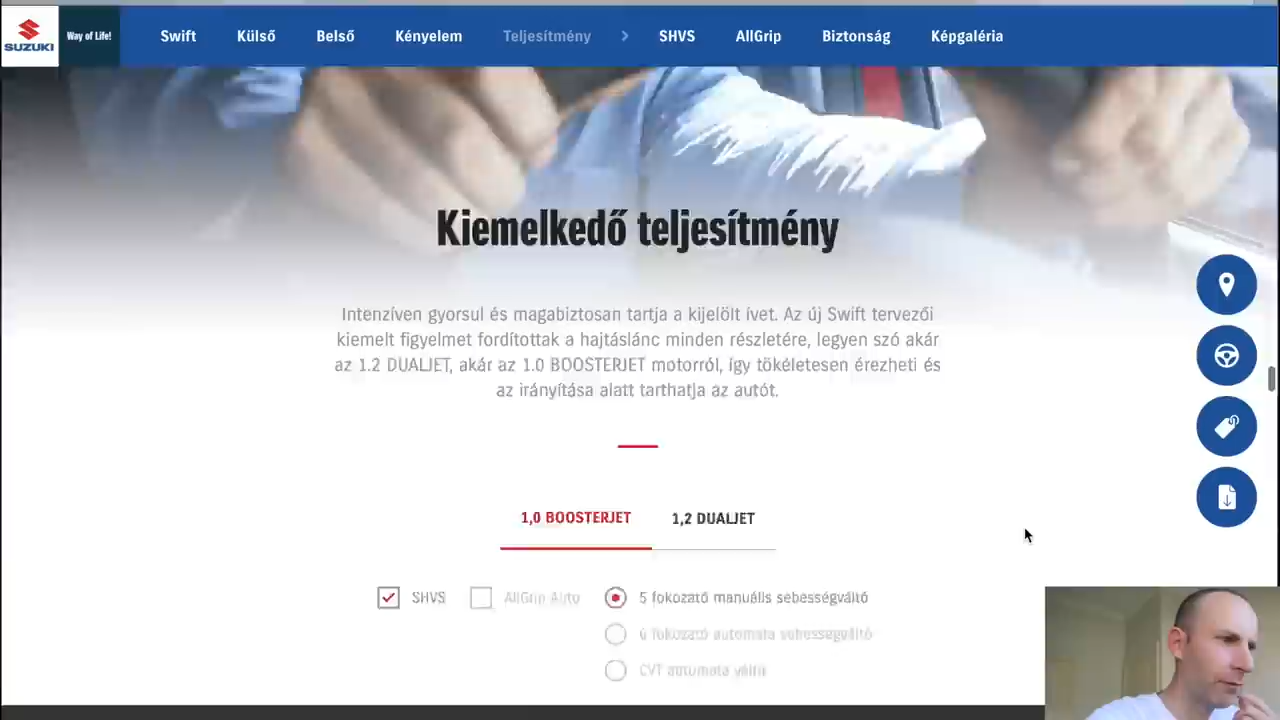 SUZUKI
Way of Life!
Swift
Külső
Belső
Kényelem
Teljesítmény
SHVS
AllGrip
Biztonság
Képgaléria
Kiemelkedő teljesítmény
Intenzíven gyorsul és magabiztosan tartja a kijelölt ívet. Az új Swift tervezői
kiemelt figyelmet fordítottak a hajtáslánc minden részletére, legyen szó akár
az 1.2 DUALJET, akár az 1.0 BOOSTERJET motorról, így tökéletesen érezheti és
az irányítása alatt tarthatja az autót.
1,0 BOOSTERJET
1,2 DUALJET
SHVS
AllGrip Auto
5 fokozató manuális sebességváltó
6 fokozató automata sebességváltó
CVT automata váltó